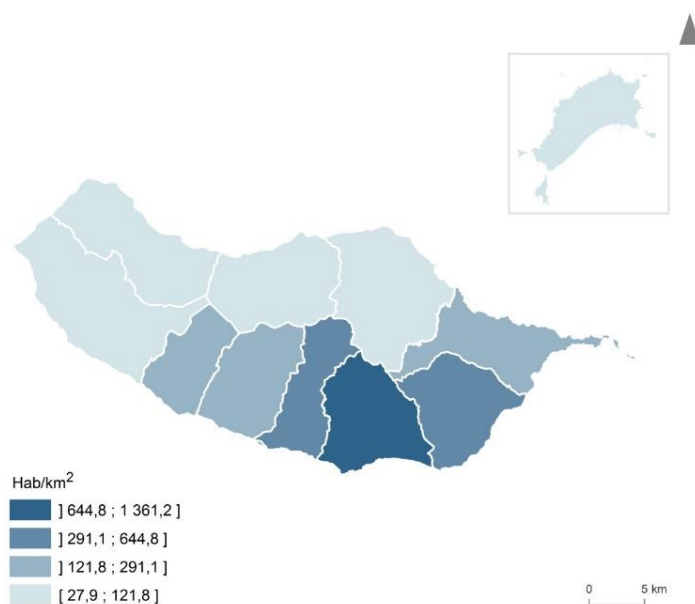 Hab/km²
] 644,8 ; 1 361,2 ]
] 291,1 ; 644,8 ]
] 121,8 ; 291,1 ]
[ 27,9 ; 121,8 ]
0 5 km